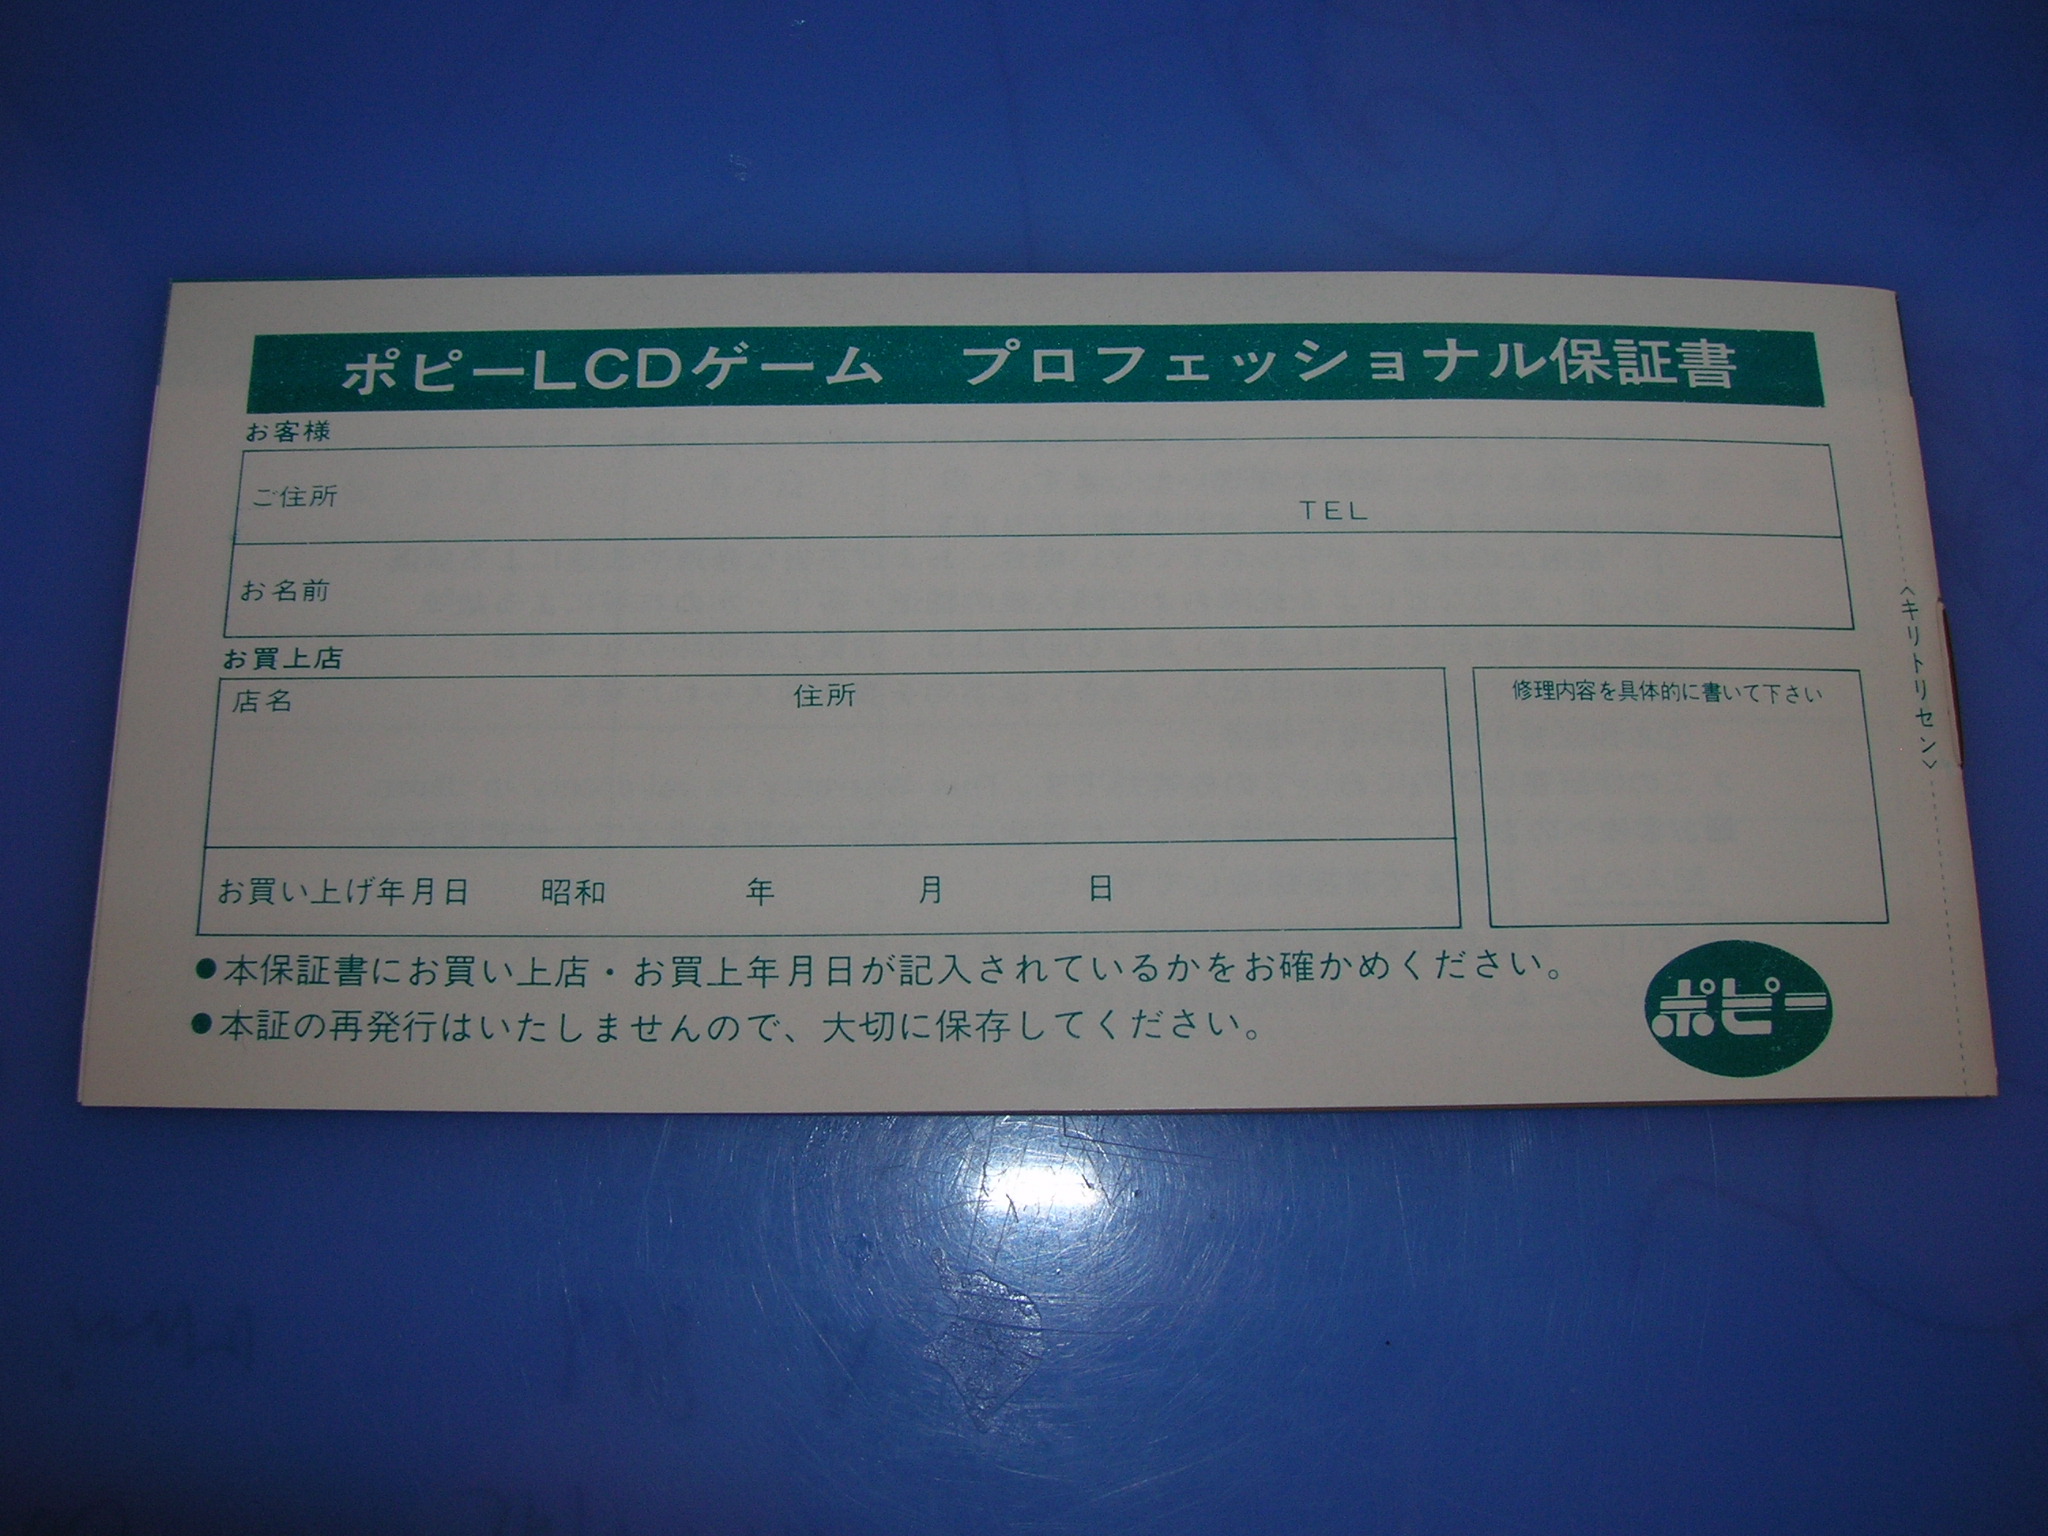 ポピーLCDゲーム　プロフェッショナル保証書
お客様
ご住所
TEL
お名前
お買上店
店名　住所
修理内容を具体的に書いて下さい
お買い上げ年月日　昭和　年　月　日
●本保証書にお買い上店・お買上年月日が記入されているかをお確かめください。
●本証の再発行はいたしませんので、大切に保存してください。
ポピー
〈キリトリセン〉